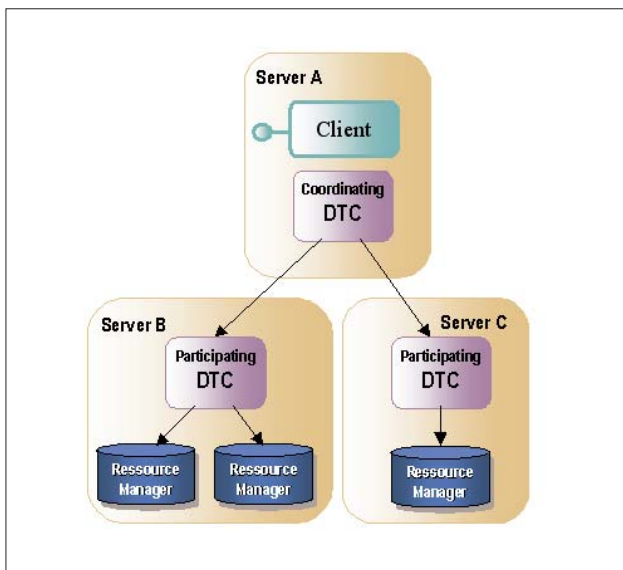 Server A
Client
Coordinating
DTC
Server B
Participating
DTC
Ressource
Manager
Ressource
Manager
Server C
Participating
DTC
Ressource
Manager